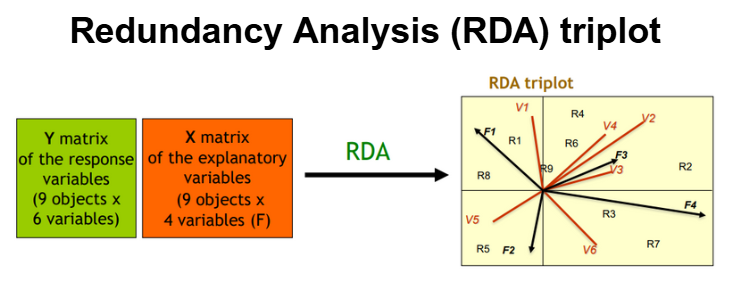 Redundancy Analysis (RDA) triplot
Y matrix
of the response
variables
(9 objects x
6 variables)
X matrix
of the explanatory
variables
(9 objects x
4 variables (F)
RDA
RDA triplot
V1
R4
V4
V2
F1
R1
R6
F3
R9
V3
R2
R8
F4
R3
V5
R5
F2
V6
R7